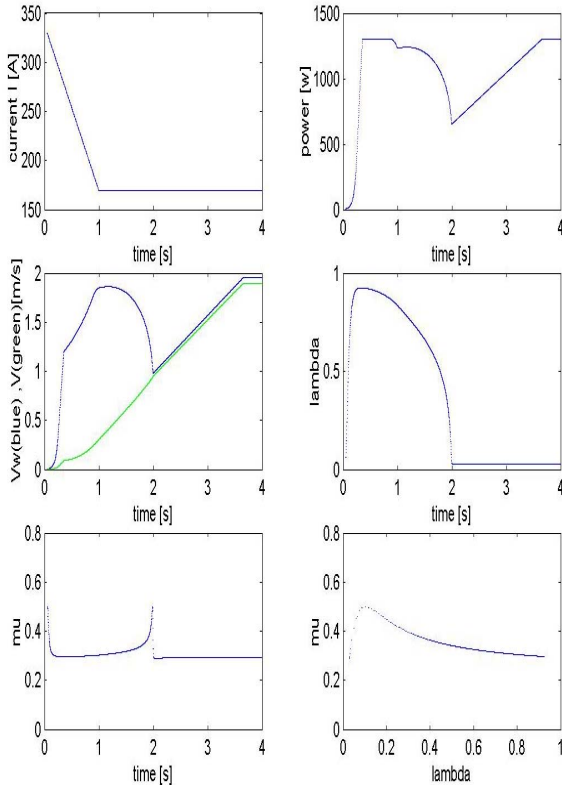 current I [A]
350
300
250
200
150
0 1 2 3 4
time [s]
power [w]
1500
1000
500
0
0 1 2 3 4
time [s]
Vw(blue) ,V(green)[m/s]
2
1.5
1
0.5
0
0 1 2 3 4
time [s]
lambda
1
0.5
0
0 1 2 3 4
time [s]
mu
0.8
0.6
0.4
0.2
0
0 1 2 3 4
time [s]
mu
0.8
0.6
0.4
0.2
0
0 0.2 0.4 0.6 0.8 1
lambda